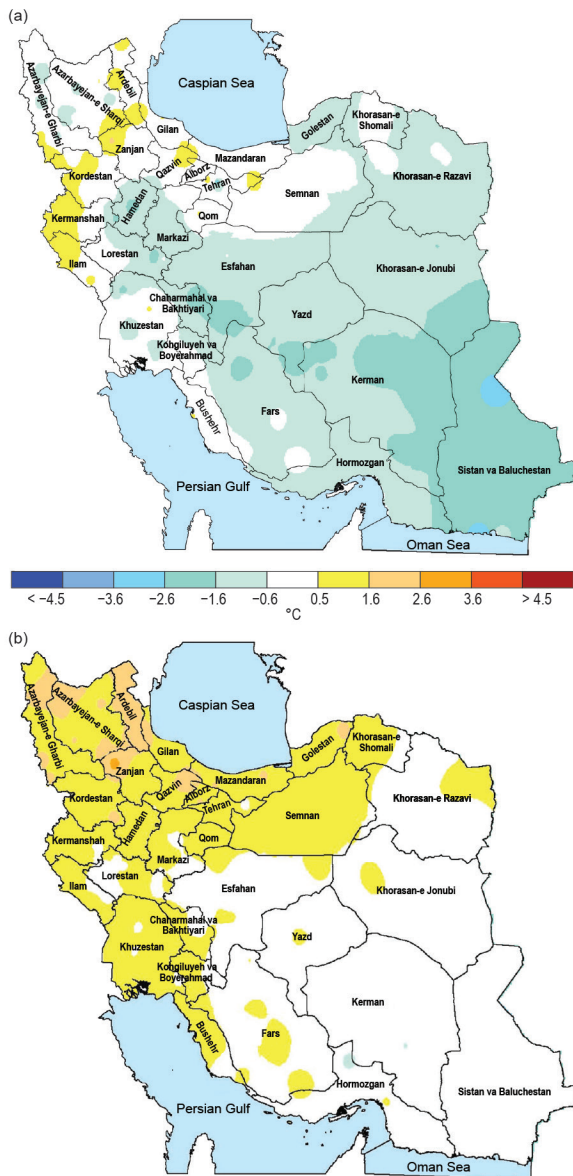 (a)
Caspian Sea
Azarbayejan-e Gharbi
Azarbayejan-e Sharqi
Ardebil
Gilan
Zanjan
Golestan
Khorasan-e
Shomali
Kordestan
Qazvin
Alborz
Mazandaran
Tehran
Semnan
Khorasan-e Razavi
Kermanshah
Hamedan
Qom
Markazi
Ilam
Lorestan
Esfahan
Khorasan-e Jonubi
Chaharmahal va
Bakhtiyari
Yazd
Khuzestan
Kohgiluyeh va
Boyerahmad
Kerman
Bushehr
Fars
Hormozgan
Sistan va Baluchestan
Persian Gulf
Oman Sea
< −4.5 −3.6 −2.6 −1.6 −0.6 0.5 1.6 2.6 3.6 > 4.5
°C
(b)
Caspian Sea
Azarbayejan-e Gharbi
Azarbayejan-e Sharqi
Ardebil
Gilan
Zanjan
Golestan
Khorasan-e
Shomali
Kordestan
Qazvin
Alborz
Mazandaran
Tehran
Semnan
Khorasan-e Razavi
Kermanshah
Hamedan
Qom
Markazi
Ilam
Lorestan
Esfahan
Khorasan-e Jonubi
Chaharmahal va
Bakhtiyari
Yazd
Khuzestan
Kohgiluyeh va
Boyerahmad
Kerman
Bushehr
Fars
Hormozgan
Sistan va Baluchestan
Persian Gulf
Oman Sea